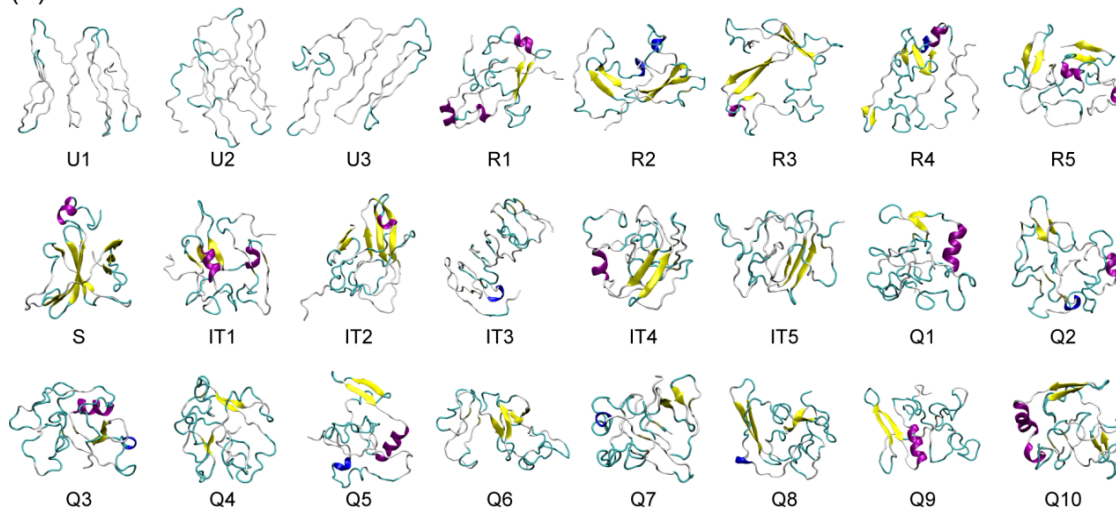 U1 U2 U3 R1 R2 R3 R4 R5
S IT1 IT2 IT3 IT4 IT5 Q1 Q2
Q3 Q4 Q5 Q6 Q7 Q8 Q9 Q10